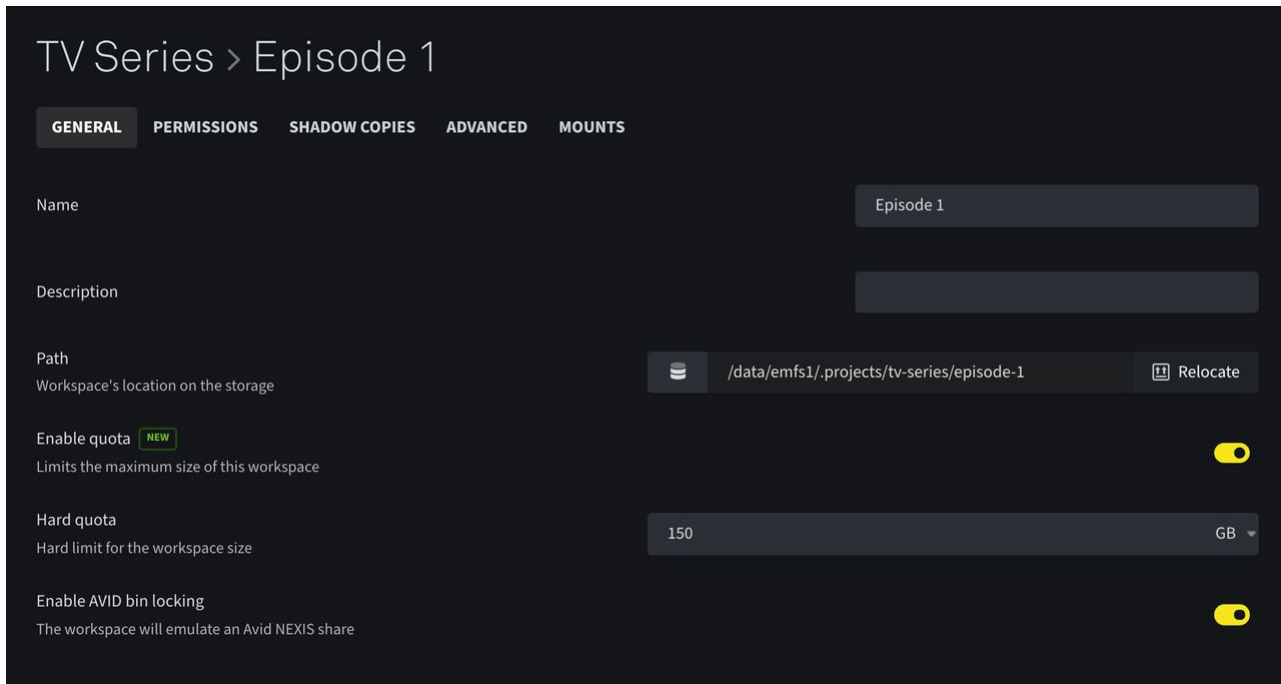 TV Series > Episode 1
GENERAL PERMISSIONS SHADOW COPIES ADVANCED MOUNTS
Name Episode 1
Description
Path
Workspace's location on the storage
/data/emfs1/.projects/tv-series/episode-1 Relocate
Enable quota NEW
Limits the maximum size of this workspace
Hard quota
Hard limit for the workspace size
150 GB
Enable AVID bin locking
The workspace will emulate an Avid NEXIS share